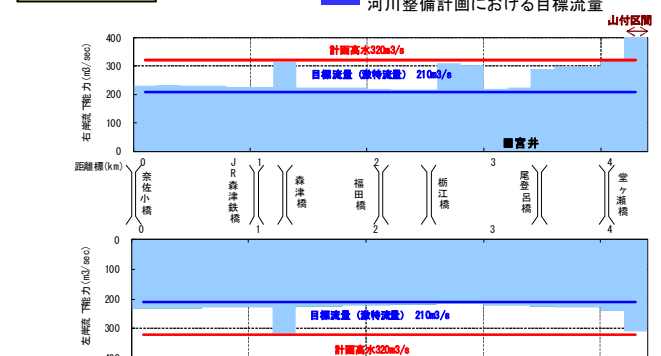 河川整備計画における目標流量
山付区間
右岸流下能力(m3/sec)
400
300
200
100
0
計画高水320m3/s
目標流量（激特流量） 210m3/s
■宮井
距離標(km)
0
1
2
3
4
奈佐小橋
JR森津鉄橋
森津橋
福田橋
栃江橋
尾登呂橋
堂ヶ瀬橋
0
1
2
3
4
左岸流下能力(m3/sec)
0
100
200
300
400
目標流量（激特流量） 210m3/s
計画高水320m3/s